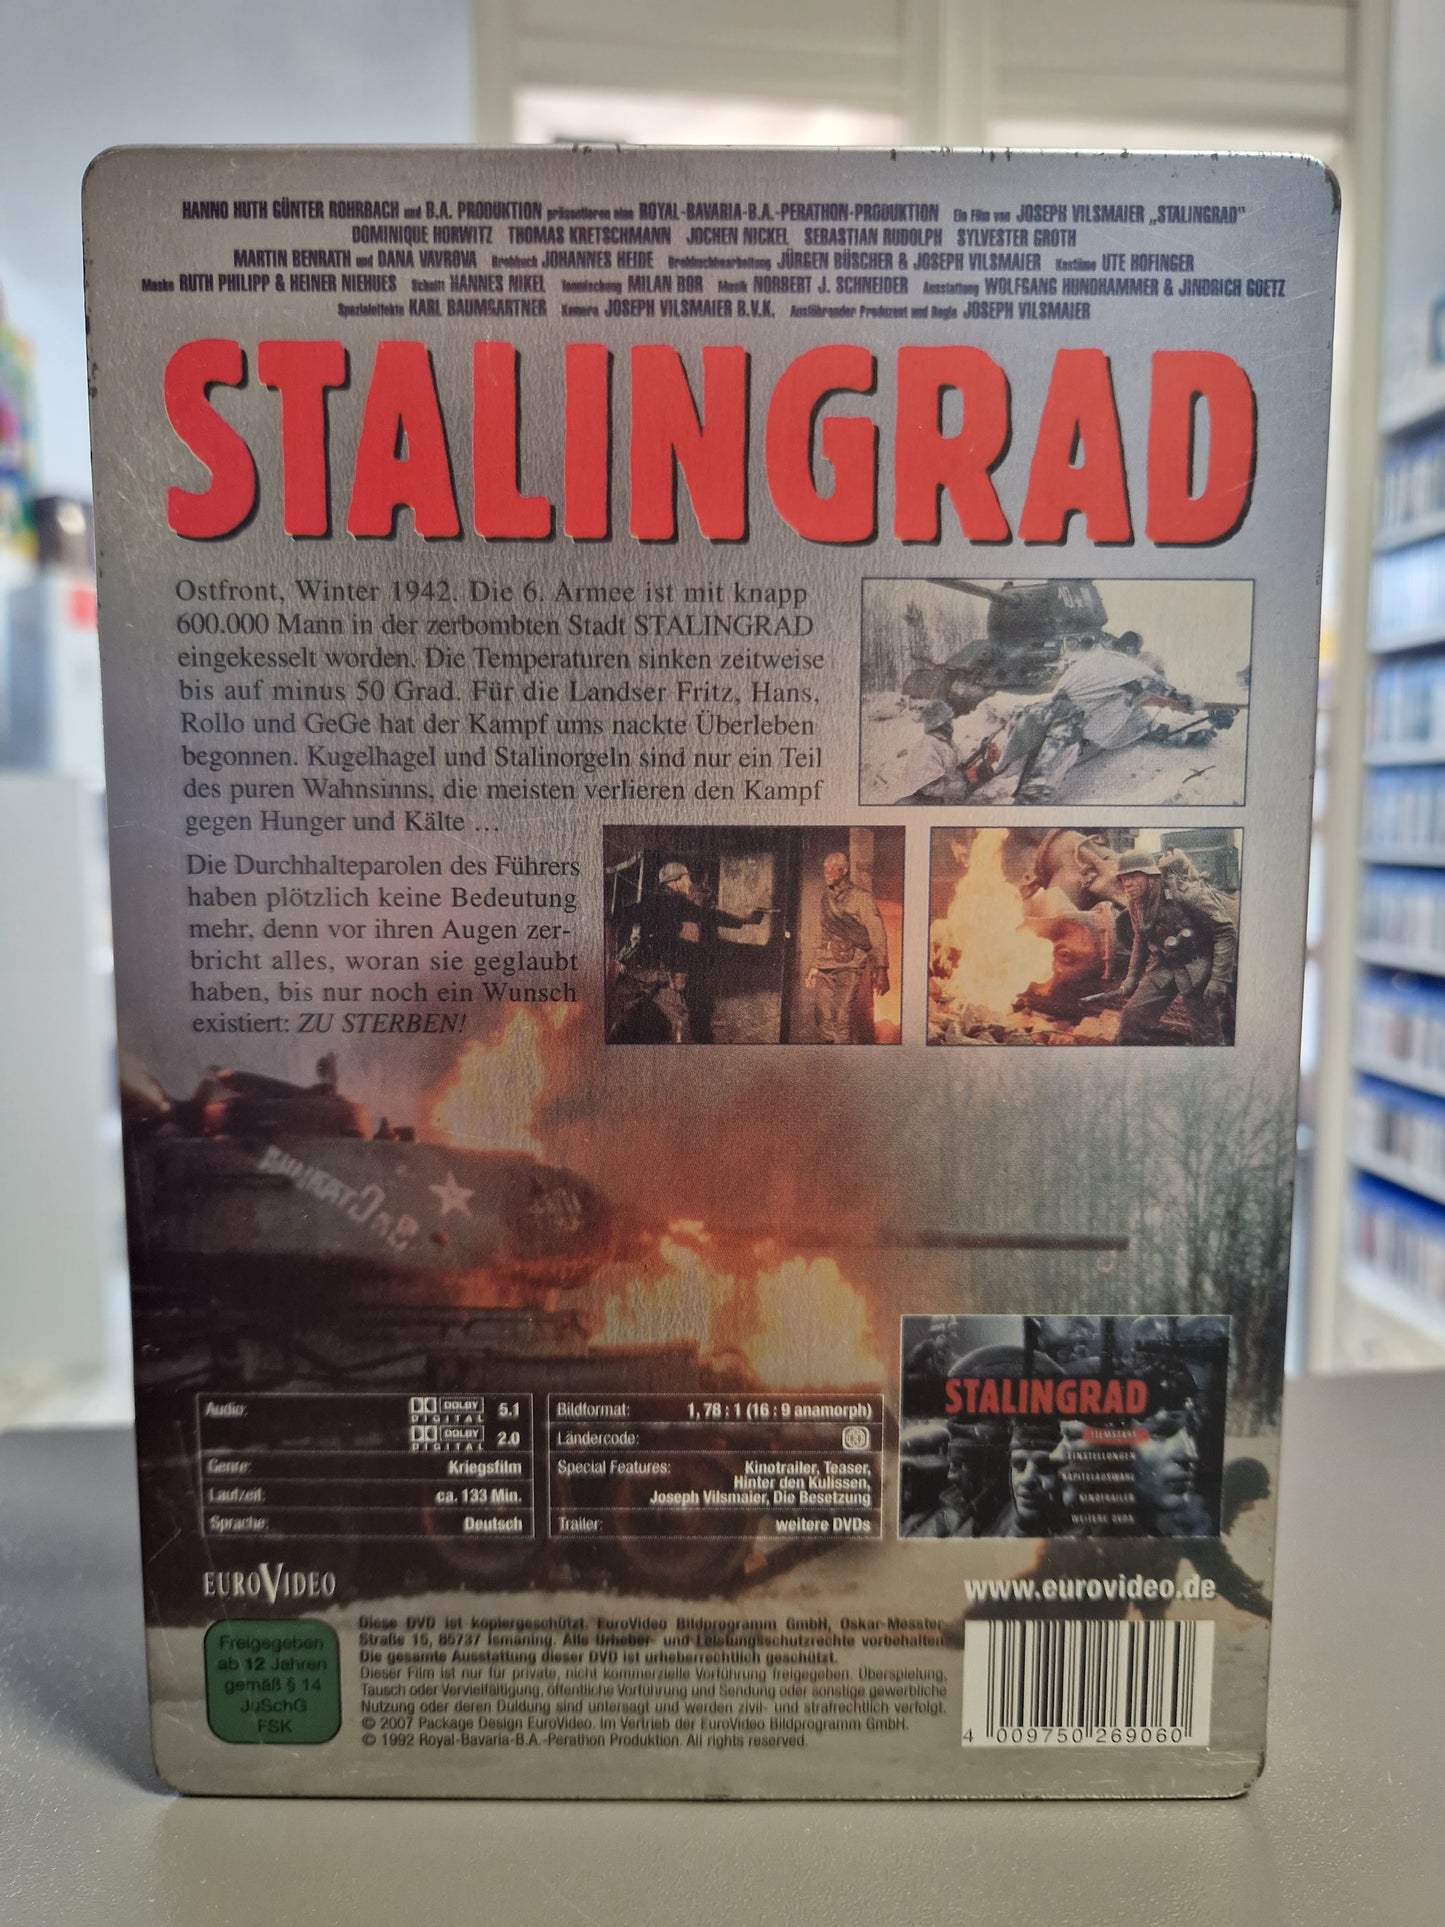 HANNO HUTH GÜNTER ROHRBACH und B.A. PRODUKTION präsentieren eine ROYAL-BAVARIA-B.A.-PERATHON-PRODUKTION Ein Film von JOSEPH VILSMAIER „STALINGRAD"
DOMINIQUE HORWITZ THOMAS KRETSCHMANN JOCHEN NICKEL SEBASTIAN RUDOLPH SYLVESTER GROTH
MARTIN BENRATH und DANA VAVROVA Drehbuch JOHANNES HEIDE Drehbuchbearbeitung JÜRGEN BÜSCHER & JOSEPH VILSMAIER Kostüme UTE HOFINGER
Maske RUTH PHILIPP & HEINER NIEHUES Schnitt HANNES NIKEL Tonmischung MILAN BOR Musik NORBERT J. SCHNEIDER Ausstattung WOLFGANG HUNDHAMMER & JINDRICH GOETZ
Spezialeffekte KARL BAUMGARTNER Kamera JOSEPH VILSMAIER B.V.K. Ausführender Produzent und Regie JOSEPH VILSMAIER
STALINGRAD
Ostfront, Winter 1942. Die 6. Armee ist mit knapp
600.000 Mann in der zerbombten Stadt STALINGRAD
eingekesselt worden. Die Temperaturen sinken zeitweise
bis auf minus 50 Grad. Für die Landser Fritz, Hans,
Rollo und GeGe hat der Kampf ums nackte Überleben
begonnen. Kugelhagel und Stalinorgeln sind nur ein Teil
des puren Wahnsinns, die meisten verlieren den Kampf
gegen Hunger und Kälte ...
Die Durchhalteparolen des Führers
haben plötzlich keine Bedeutung
mehr, denn vor ihren Augen zer-
bricht alles, woran sie geglaubt
haben, bis nur noch ein Wunsch
existiert: ZU STERBEN!
Audio: DOLBY DIGITAL 5.1
DOLBY DIGITAL 2.0
Genre: Kriegsfilm
Laufzeit: ca. 133 Min.
Sprache: Deutsch
Bildformat: 1,78 : 1 (16 : 9 anamorph)
Ländercode:
Special Features: Kinotrailer, Teaser,
Hinter den Kulissen,
Joseph Vilsmaier, Die Besetzung
Trailer: weitere DVDs
STALINGRAD
FILMSTART
EINSTELLUNGEN
KAPITELAUSWAHL
KINOTRAILER
WEITERE DVDS
EUROVIDEO
www.eurovideo.de
Freigegeben
ab 12 Jahren
gemäß § 14
JuSchG
FSK
Diese DVD ist kopiergeschützt. EuroVideo Bildprogramm GmbH, Oskar-Messter-
Straße 15, 85737 Ismaning. Alle Urheber- und Leistungsschutzrechte vorbehalten.
Die gesamte Ausstattung dieser DVD ist urheberrechtlich geschützt.
Dieser Film ist nur für private, nicht kommerzielle Vorführung freigegeben. Überspielung,
Tausch oder Vervielfältigung, öffentliche Vorführung und Sendung oder sonstige gewerbliche
Nutzung oder deren Duldung sind untersagt und werden zivil- und strafrechtlich verfolgt.
© 2007 Package Design EuroVideo. Im Vertrieb der EuroVideo Bildprogramm GmbH.
© 1992 Royal-Bavaria-B.A.-Perathon Produktion. All rights reserved.
4 009750 269060